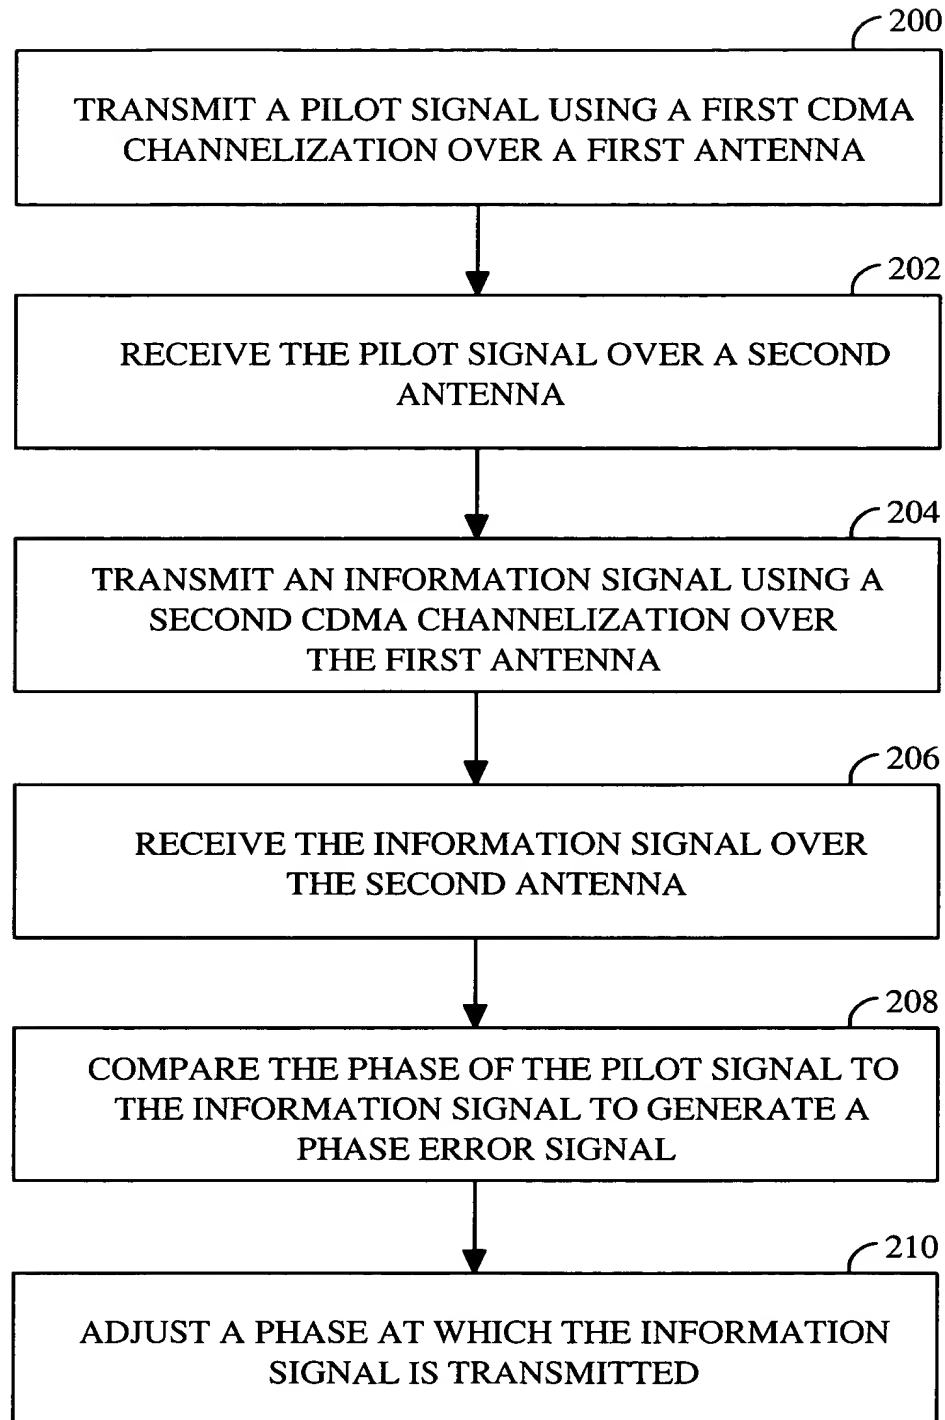 200
TRANSMIT A PILOT SIGNAL USING A FIRST CDMA
CHANNELIZATION OVER A FIRST ANTENNA
202
RECEIVE THE PILOT SIGNAL OVER A SECOND
ANTENNA
204
TRANSMIT AN INFORMATION SIGNAL USING A
SECOND CDMA CHANNELIZATION OVER
THE FIRST ANTENNA
206
RECEIVE THE INFORMATION SIGNAL OVER
THE SECOND ANTENNA
208
COMPARE THE PHASE OF THE PILOT SIGNAL TO
THE INFORMATION SIGNAL TO GENERATE A
PHASE ERROR SIGNAL
210
ADJUST A PHASE AT WHICH THE INFORMATION
SIGNAL IS TRANSMITTED